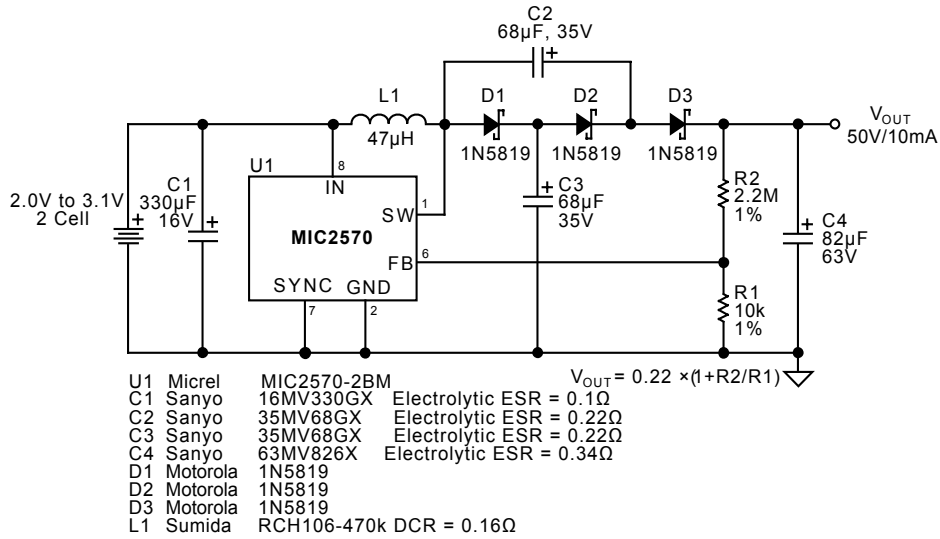 C2
68µF, 35V
+
L1
47µH
D1
1N5819
D2
1N5819
D3
1N5819
VOUT
50V/10mA
2.0V to 3.1V
2 Cell
+
C1
330µF
16V
+
U1
8
IN
SW
1
MIC2570
FB
6
SYNC
GND
7
2
+
C3
68µF
35V
R2
2.2M
1%
R1
10k
1%
+
C4
82µF
63V
VOUT = 0.22 ×(1+R2/R1)
U1 Micrel MIC2570-2BM
C1 Sanyo 16MV330GX Electrolytic ESR = 0.1Ω
C2 Sanyo 35MV68GX Electrolytic ESR = 0.22Ω
C3 Sanyo 35MV68GX Electrolytic ESR = 0.22Ω
C4 Sanyo 63MV826X Electrolytic ESR = 0.34Ω
D1 Motorola 1N5819
D2 Motorola 1N5819
D3 Motorola 1N5819
L1 Sumida RCH106-470k DCR = 0.16Ω